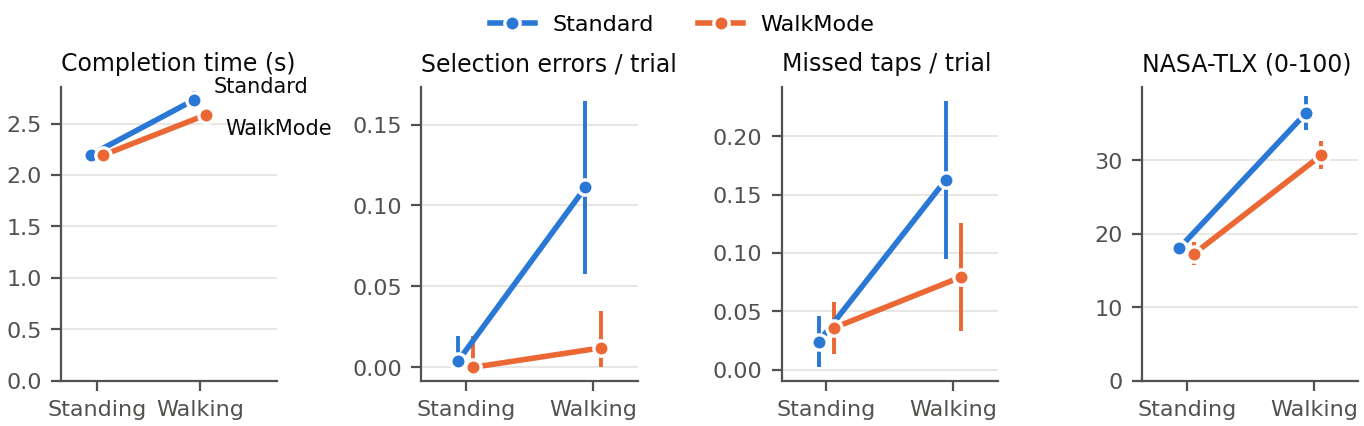 Standard WalkMode
Completion time (s)
Standard
WalkMode
2.5
2.0
1.5
1.0
0.5
0.0
Standing Walking
Selection errors / trial
0.15
0.10
0.05
0.00
Standing Walking
Missed taps / trial
0.20
0.15
0.10
0.05
0.00
Standing Walking
NASA-TLX (0-100)
30
20
10
0
Standing Walking